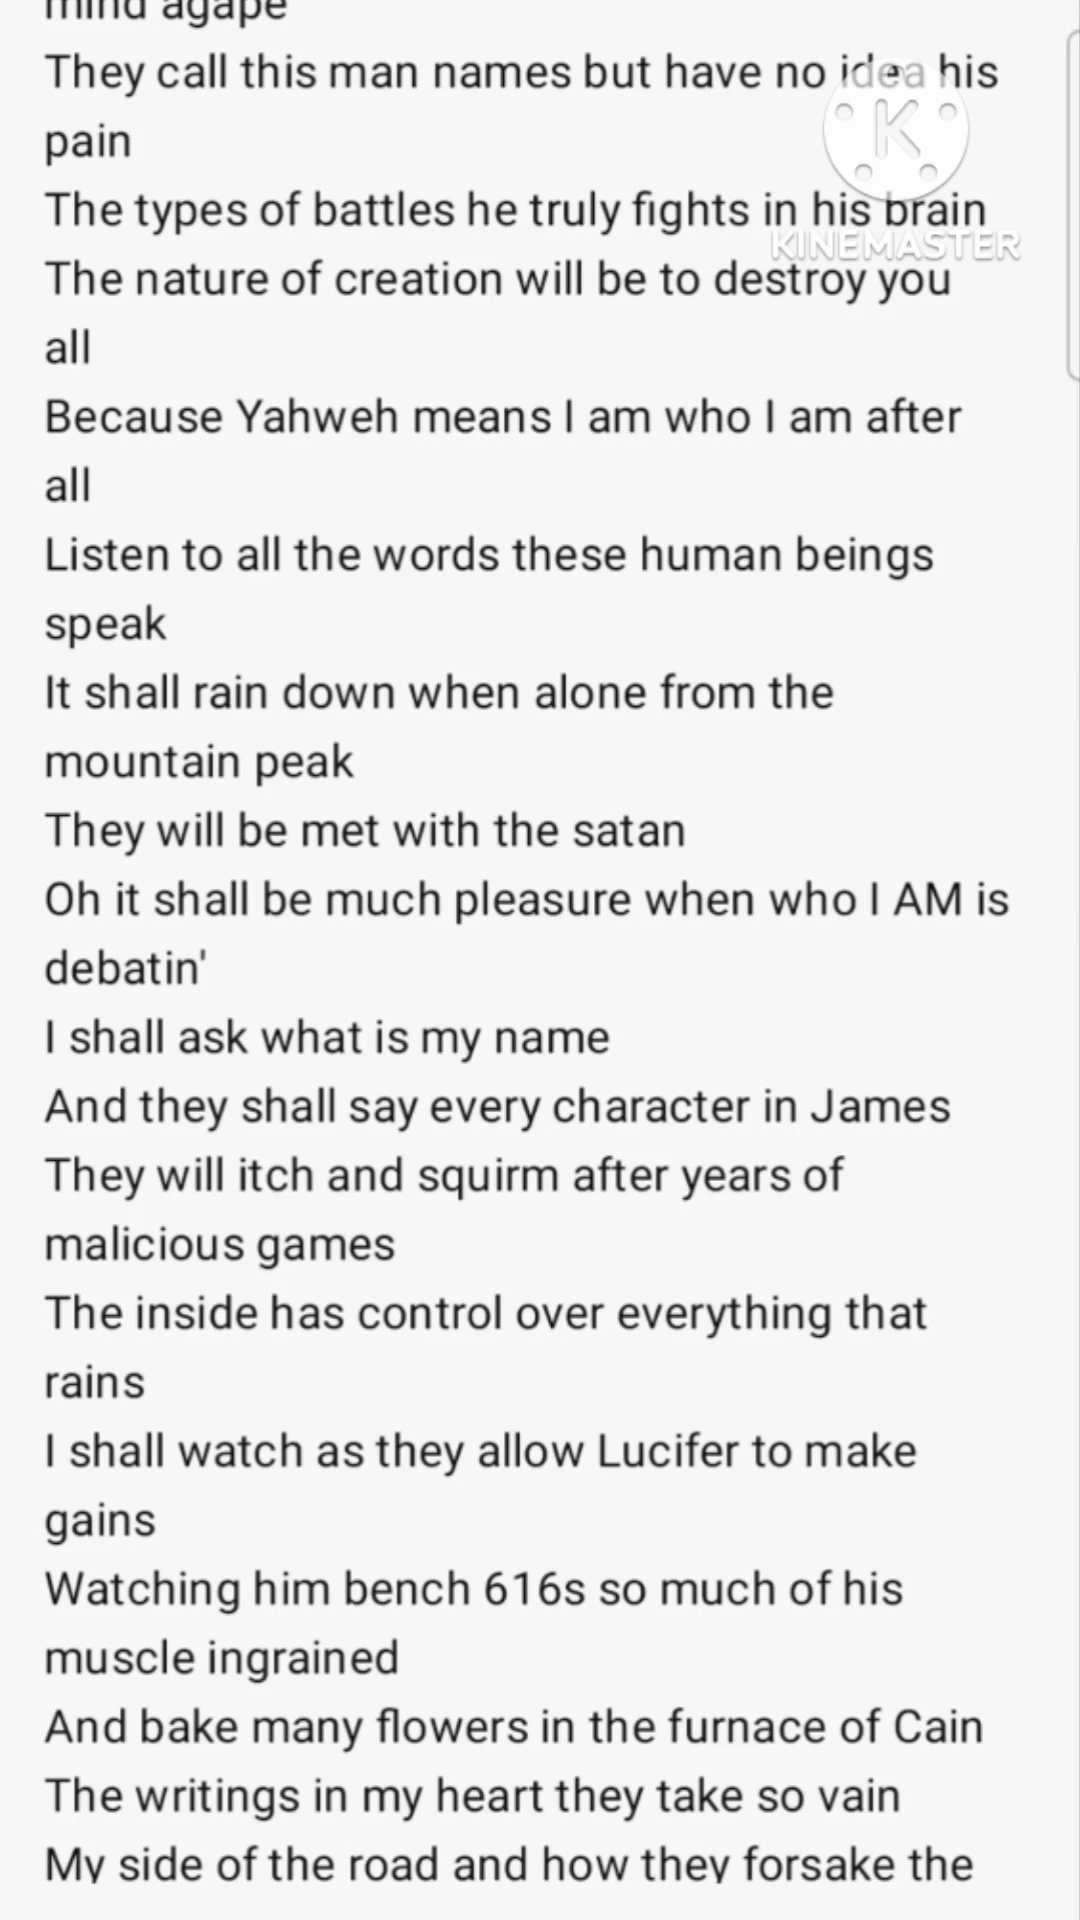 mind agape
They call this man names but have no idea his
pain
The types of battles he truly fights in his brain
KINEMASTER
The nature of creation will be to destroy you
all
Because Yahweh means I am who I am after
all
Listen to all the words these human beings
speak
It shall rain down when alone from the
mountain peak
They will be met with the satan
Oh it shall be much pleasure when who I AM is
debatin'
I shall ask what is my name
And they shall say every character in James
They will itch and squirm after years of
malicious games
The inside has control over everything that
rains
I shall watch as they allow Lucifer to make
gains
Watching him bench 616s so much of his
muscle ingrained
And bake many flowers in the furnace of Cain
The writings in my heart they take so vain
My side of the road and how they forsake the